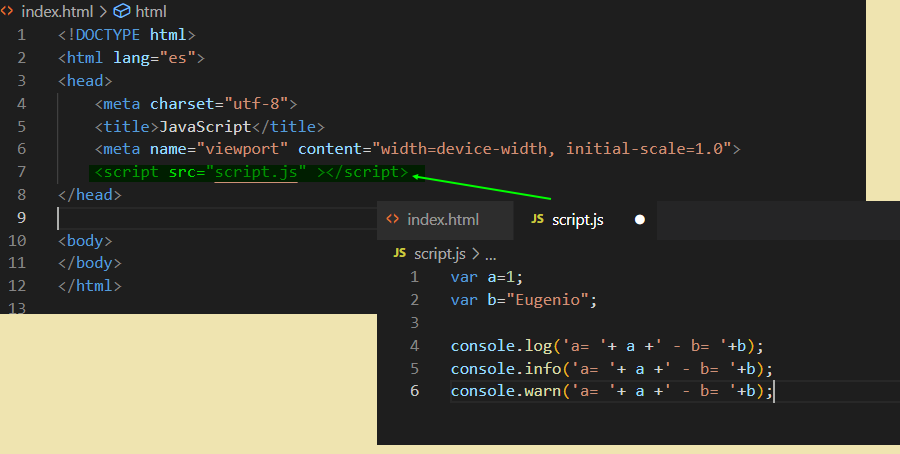 index.html > html
1 <!DOCTYPE html>
2 <html lang="es">
3 <head>
4 <meta charset="utf-8">
5 <title>JavaScript</title>
6 <meta name="viewport" content="width=device-width, initial-scale=1.0">
7 <script src="script.js" ></script>
8 </head>
9
10 <body>
11 </body>
12 </html>
13
index.html JS script.js
JS script.js > ...
1 var a=1;
2 var b="Eugenio";
3
4 console.log('a= '+ a +' - b= '+b);
5 console.info('a= '+ a +' - b= '+b);
6 console.warn('a= '+ a +' - b= '+b);